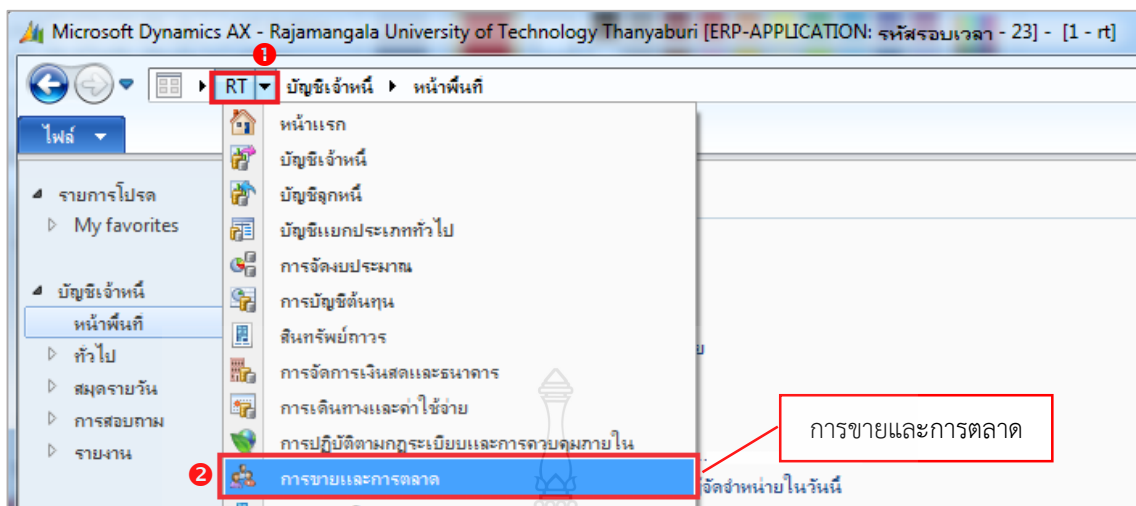 Microsoft Dynamics AX - Rajamangala University of Technology Thanyaburi [ERP-APPLICATION: รหัสรอบเวลา - 23] - [1 - rt]
1
RT บัญชีเจ้าหนี้ หน้าพื้นที่
ไฟล์
หน้าแรก
บัญชีเจ้าหนี้
รายการโปรด
บัญชีลูกหนี้
My favorites
บัญชีแยกประเภททั่วไป
การจัดงบประมาณ
บัญชีเจ้าหนี้
การบัญชีต้นทุน
หน้าพื้นที่
สินทรัพย์ถาวร
ทั่วไป
การจัดการเงินสดและธนาคาร
สมุดรายวัน
การเดินทางและค่าใช้จ่าย
การสอบถาม
การปฏิบัติตามกฎระเบียบและการควบคุมภายใน
การขายและการตลาด
รายงาน
2
การขายและการตลาด
จัดจำหน่ายในวันนี้